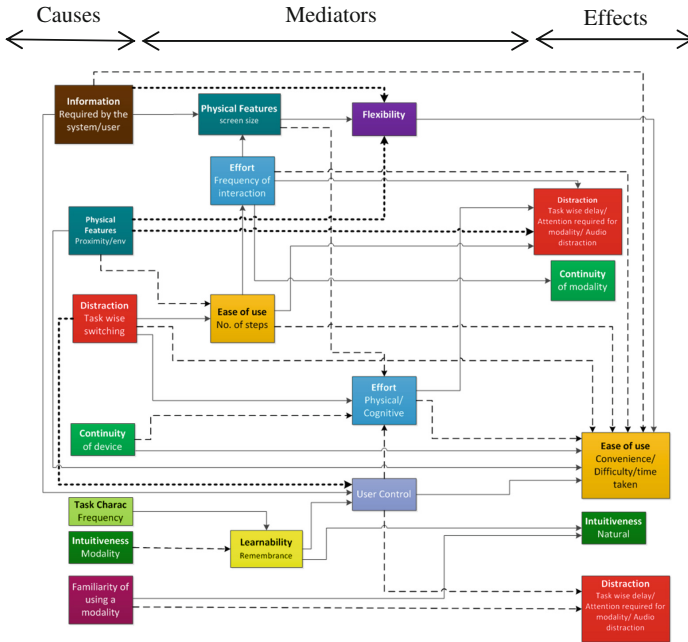 Causes
Mediators
Effects
Information
Required by the
system/user
Physical Features
screen size
Flexibility
Effort
Frequency of
interaction
Distraction
Task wise delay/
Attention required for
modality/ Audio
distraction
Physical
Features
Proximity/env
Continuity
of modality
Distraction
Task wise
switching
Ease of use
No. of steps
Effort
Physical/
Cognitive
Continuity
of device
Ease of use
Convenience/
Difficulty/time
taken
User Control
Task Charac
Frequency
Intuitiveness
Natural
Intuitiveness
Modality
Learnability
Remembrance
Familiarity of
using a
modality
Distraction
Task wise delay/
Attention required for
modality/ Audio
distraction